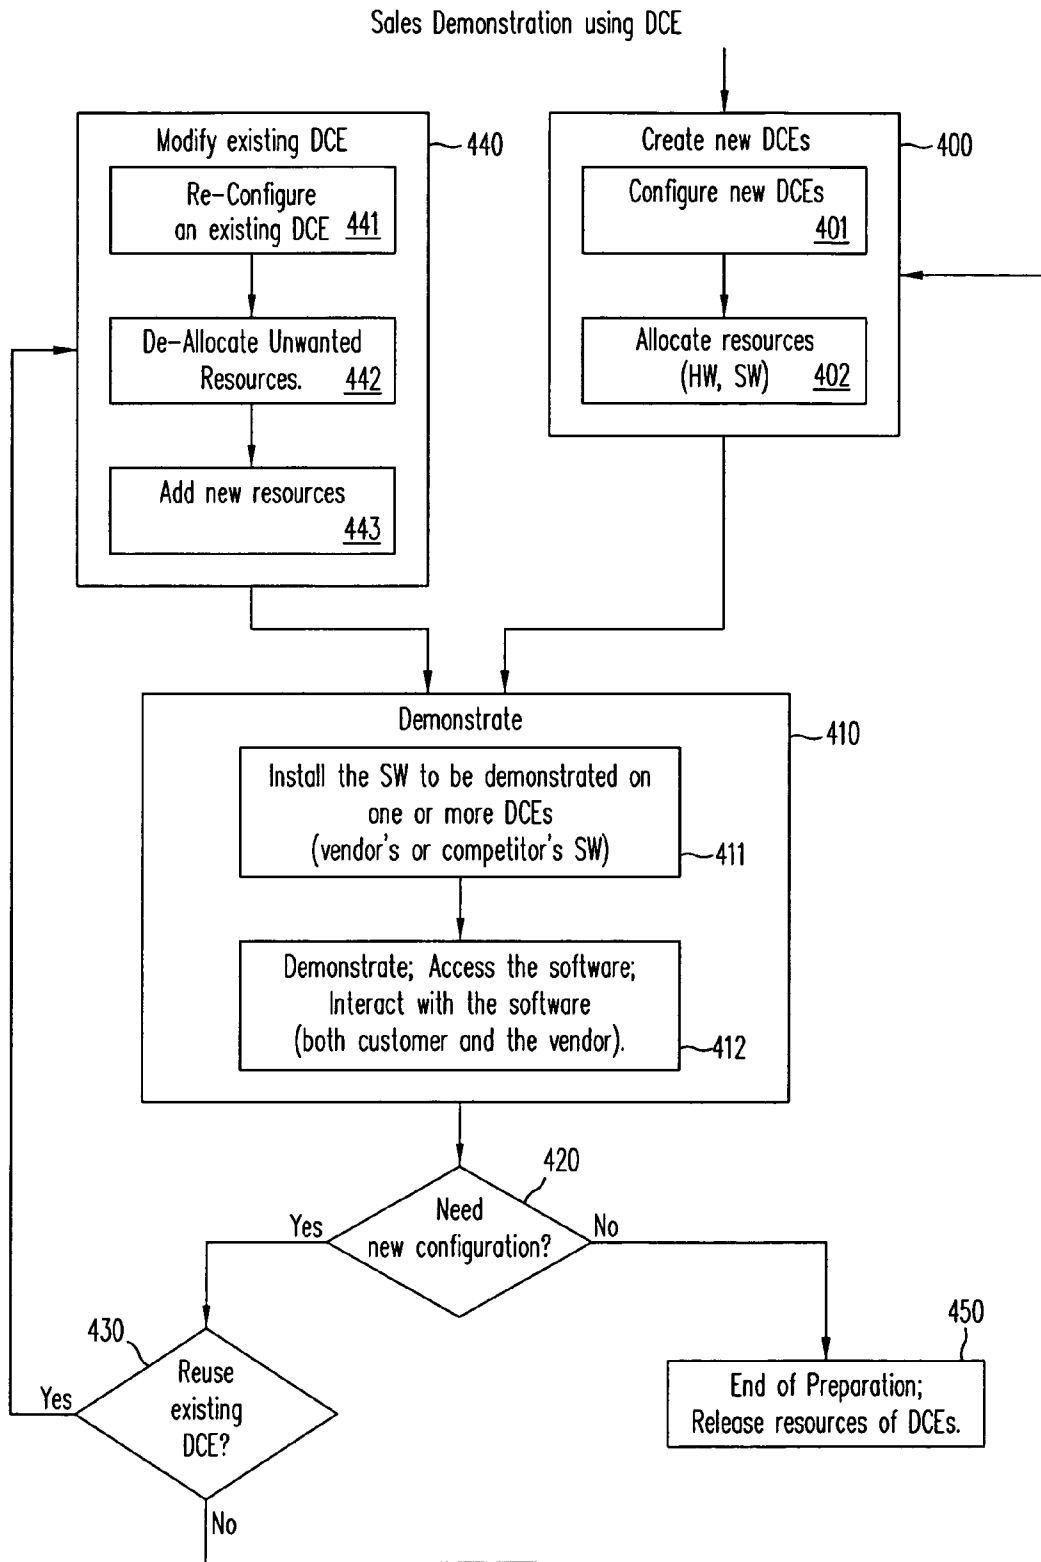 Sales Demonstration using DCE
Modify existing DCE
440
Re-Configure
an existing DCE 441
De-Allocate Unwanted
Resources. 442
Add new resources
443
Create new DCEs
400
Configure new DCEs
401
Allocate resources
(HW, SW) 402
Demonstrate
410
Install the SW to be demonstrated on
one or more DCEs
(vendor's or competitor's SW)
411
Demonstrate; Access the software;
Interact with the software
(both customer and the vendor).
412
420
Need
new configuration?
Yes
No
430
Reuse
existing
DCE?
Yes
No
450
End of Preparation;
Release resources of DCEs.